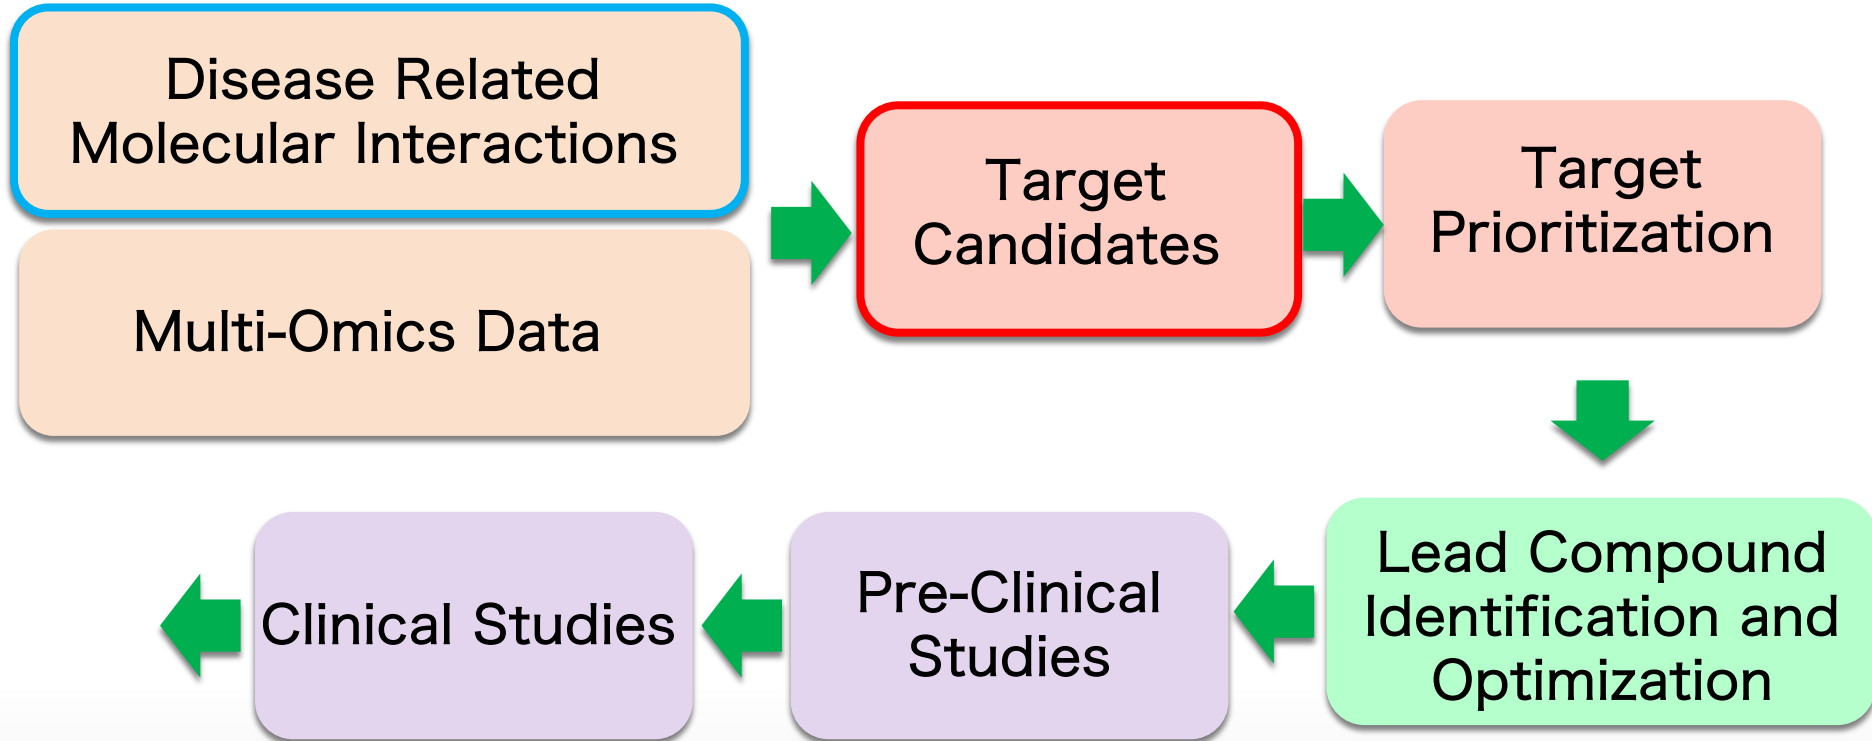 Disease Related
Molecular Interactions
Multi-Omics Data
Target
Candidates
Target
Prioritization
Lead Compound
Identification and
Optimization
Pre-Clinical
Studies
Clinical Studies